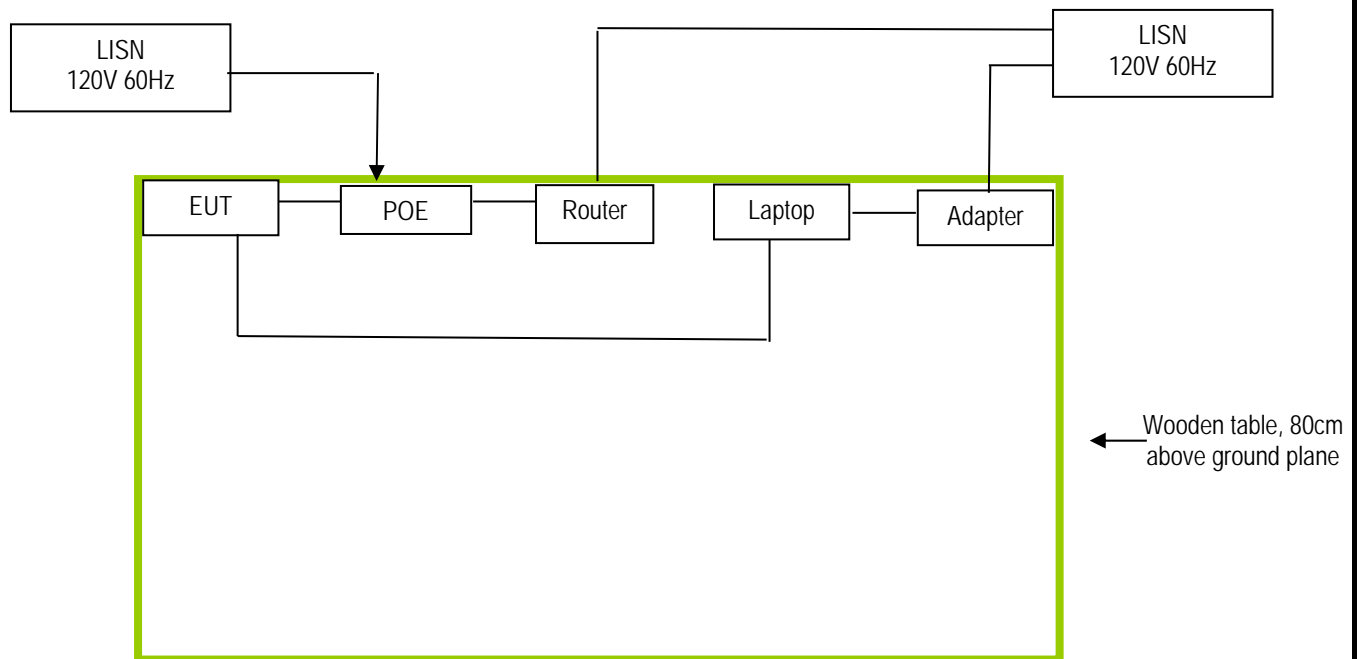 LISN
120V 60Hz
LISN
120V 60Hz
EUT
POE
Router
Laptop
Adapter
Wooden table, 80cm
above ground plane